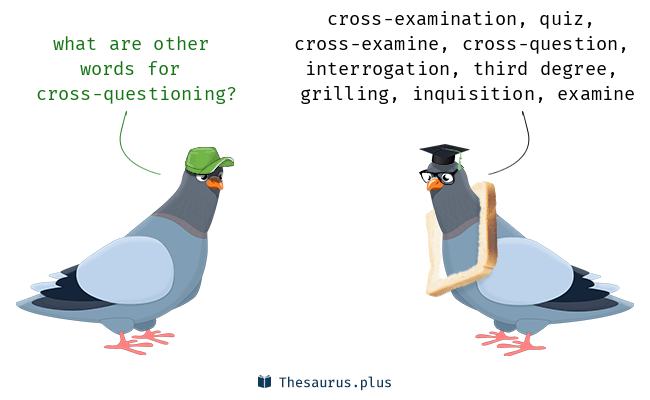 what are other
words for
cross-questioning?
cross-examination, quiz,
cross-examine, cross-question,
interrogation, third degree,
grilling, inquisition, examine
Thesaurus.plus